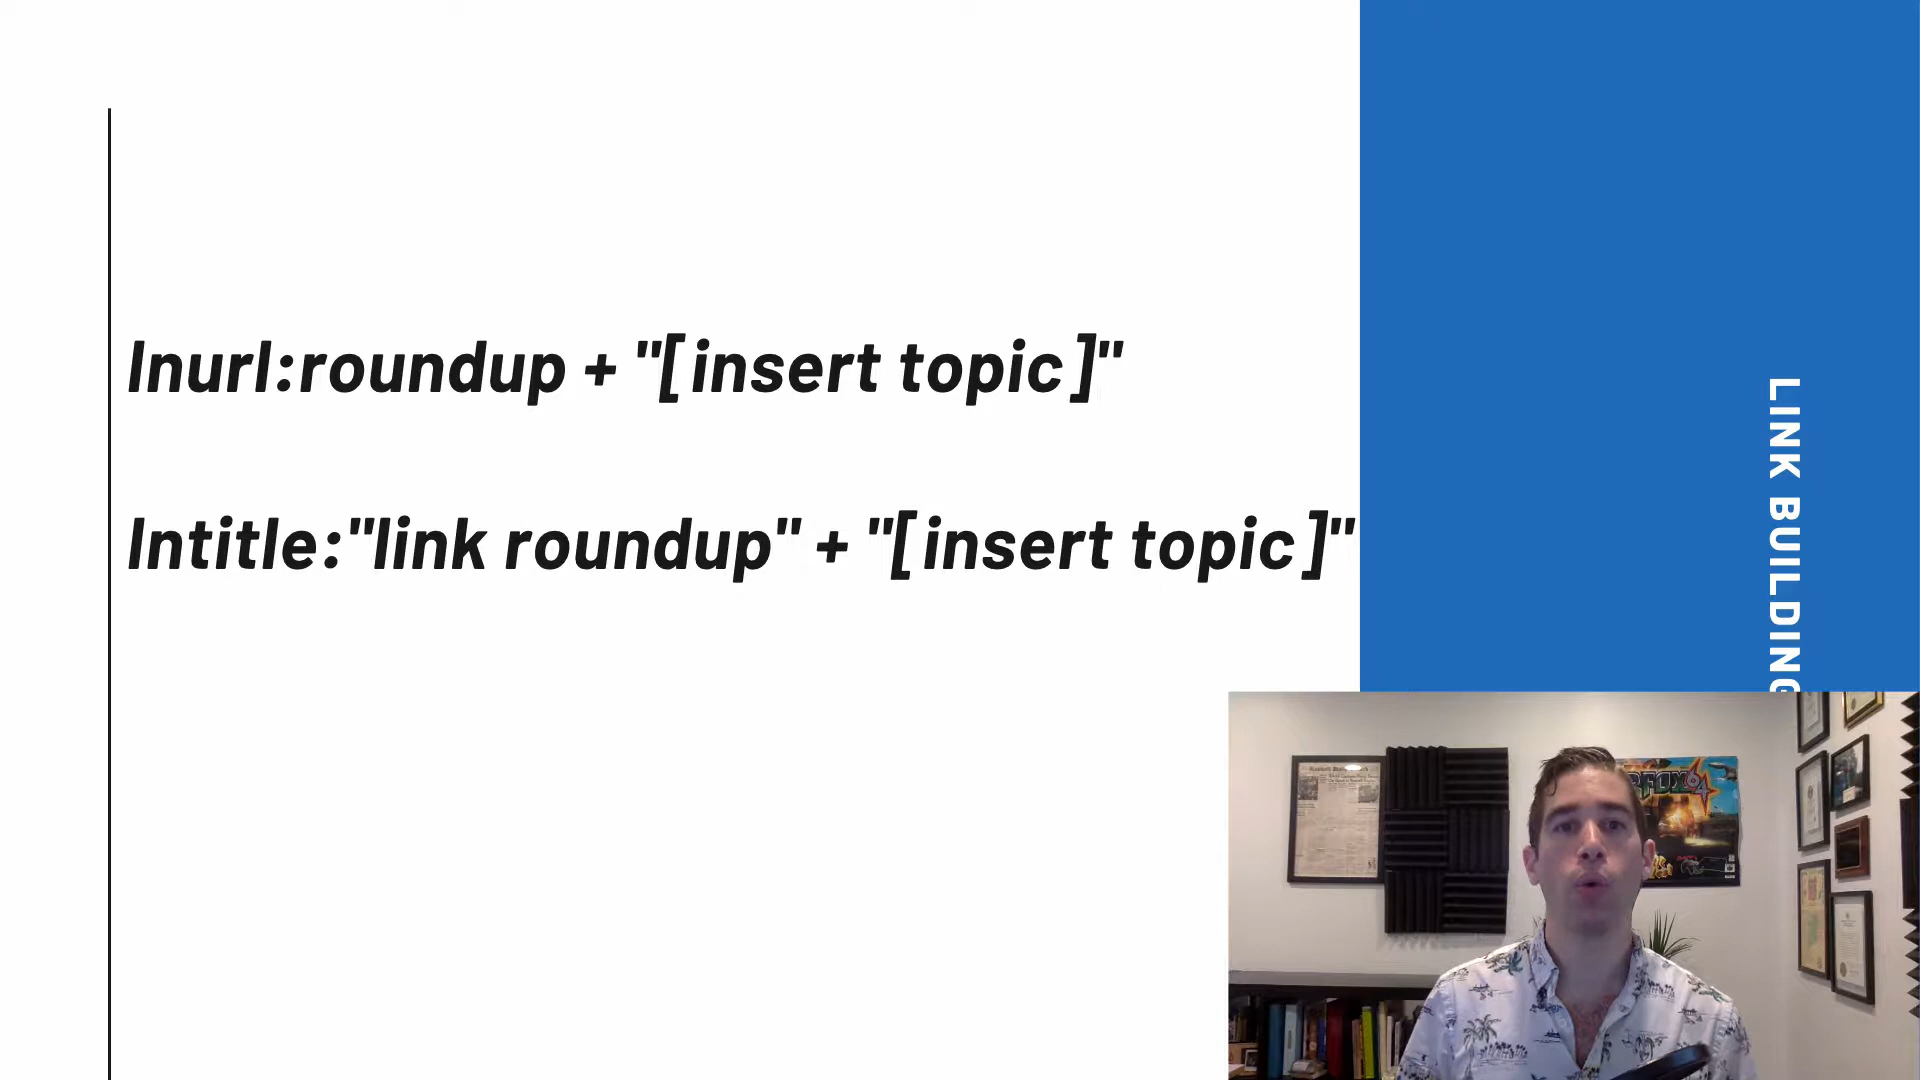 Inurl:roundup + "[insert topic]"
Intitle:"link roundup" + "[insert topic]"
LINK BUILDING